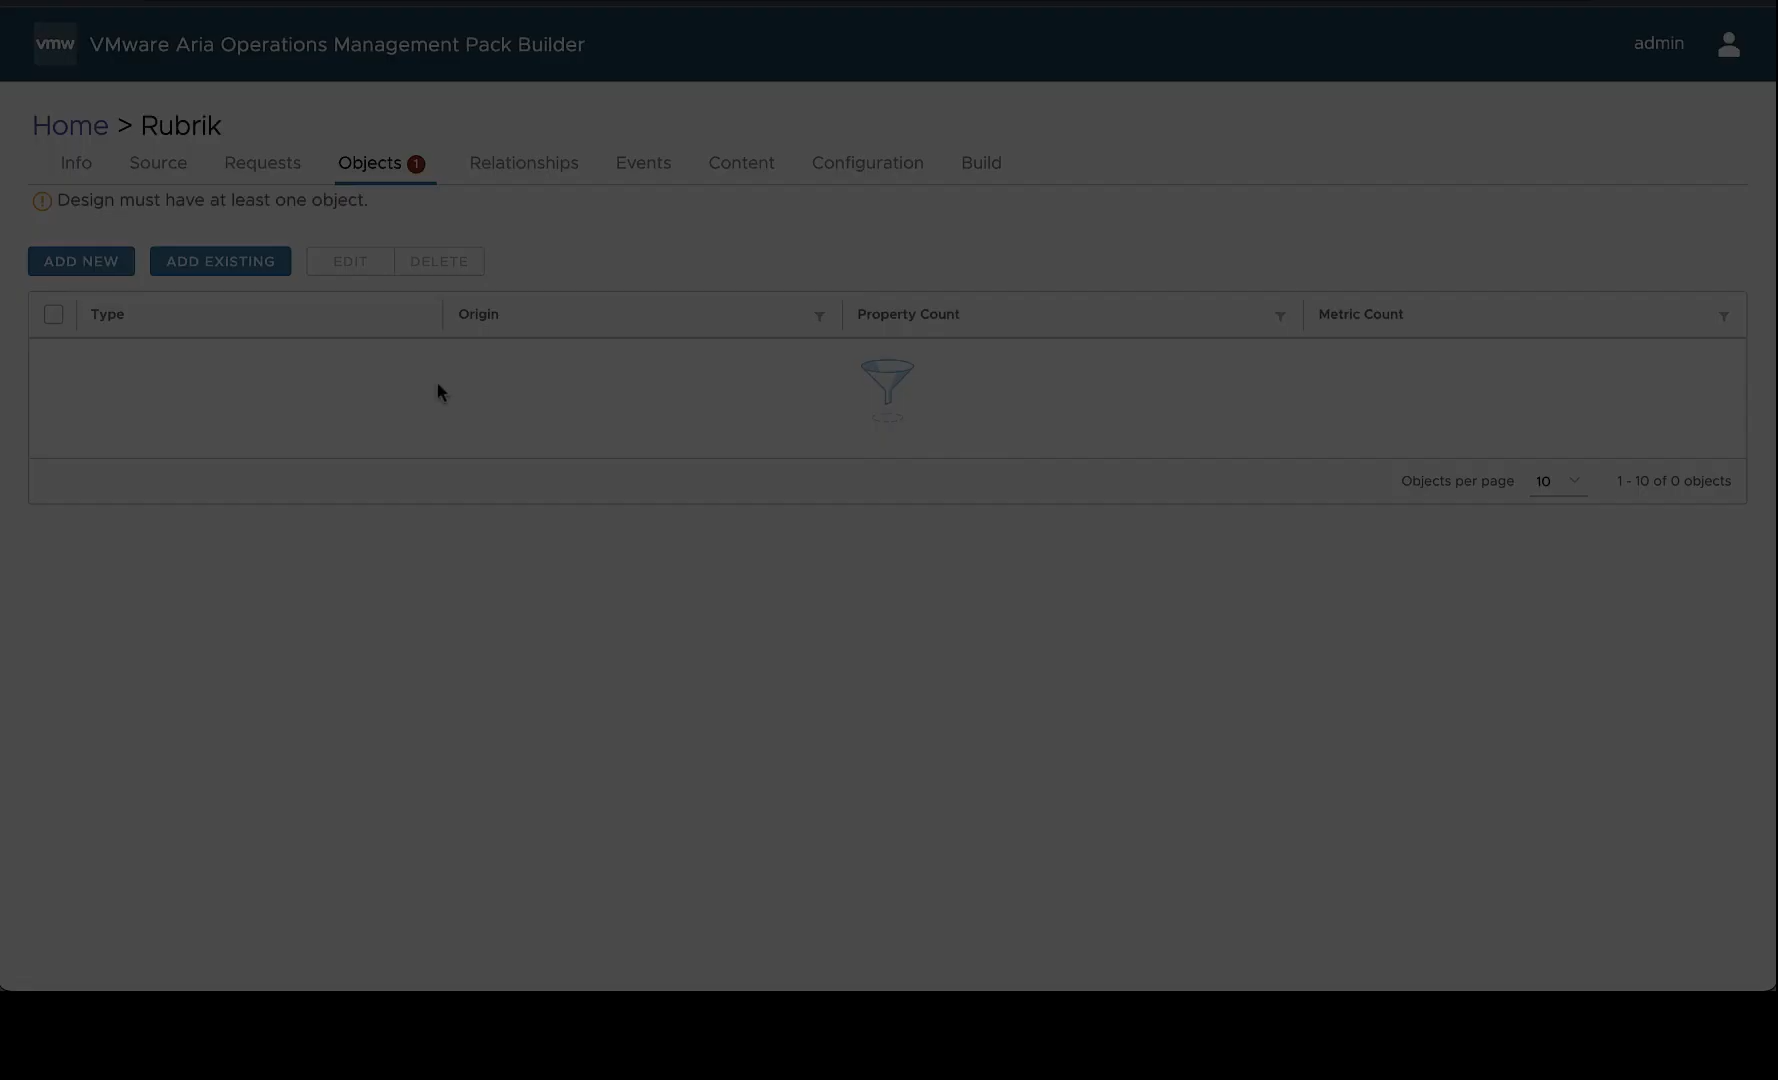 vmw VMware Aria Operations Management Pack Builder admin
Home > Rubrik
Info Source Requests Objects 1 Relationships Events Content Configuration Build
Design must have at least one object.
ADD NEW ADD EXISTING EDIT DELETE
Type Origin Property Count Metric Count
Objects per page 10 1 - 10 of 0 objects